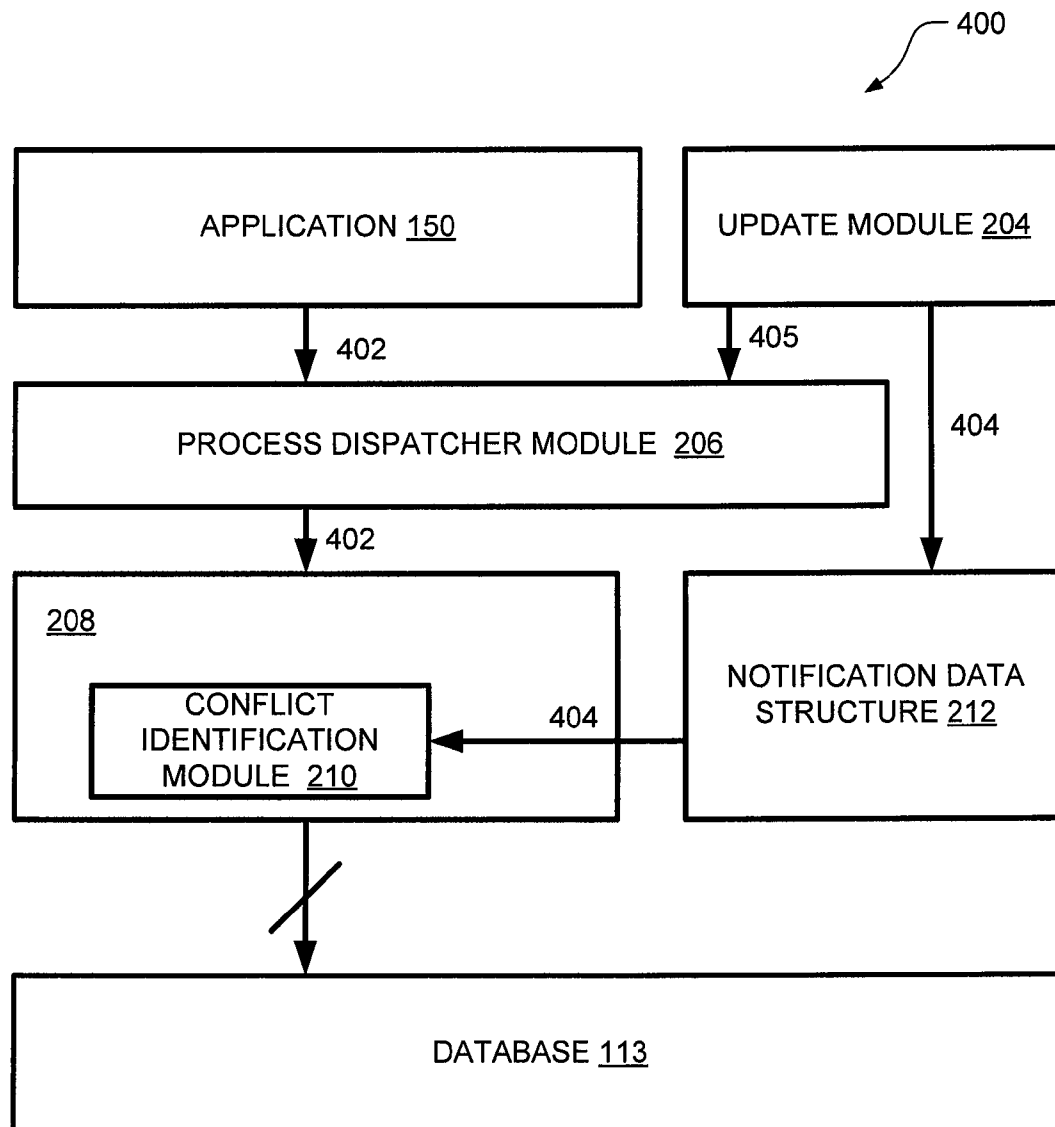 400
APPLICATION 150
UPDATE MODULE 204
402
405
PROCESS DISPATCHER MODULE 206
404
402
208
CONFLICT
IDENTIFICATION
MODULE 210
404
NOTIFICATION DATA
STRUCTURE 212
DATABASE 113